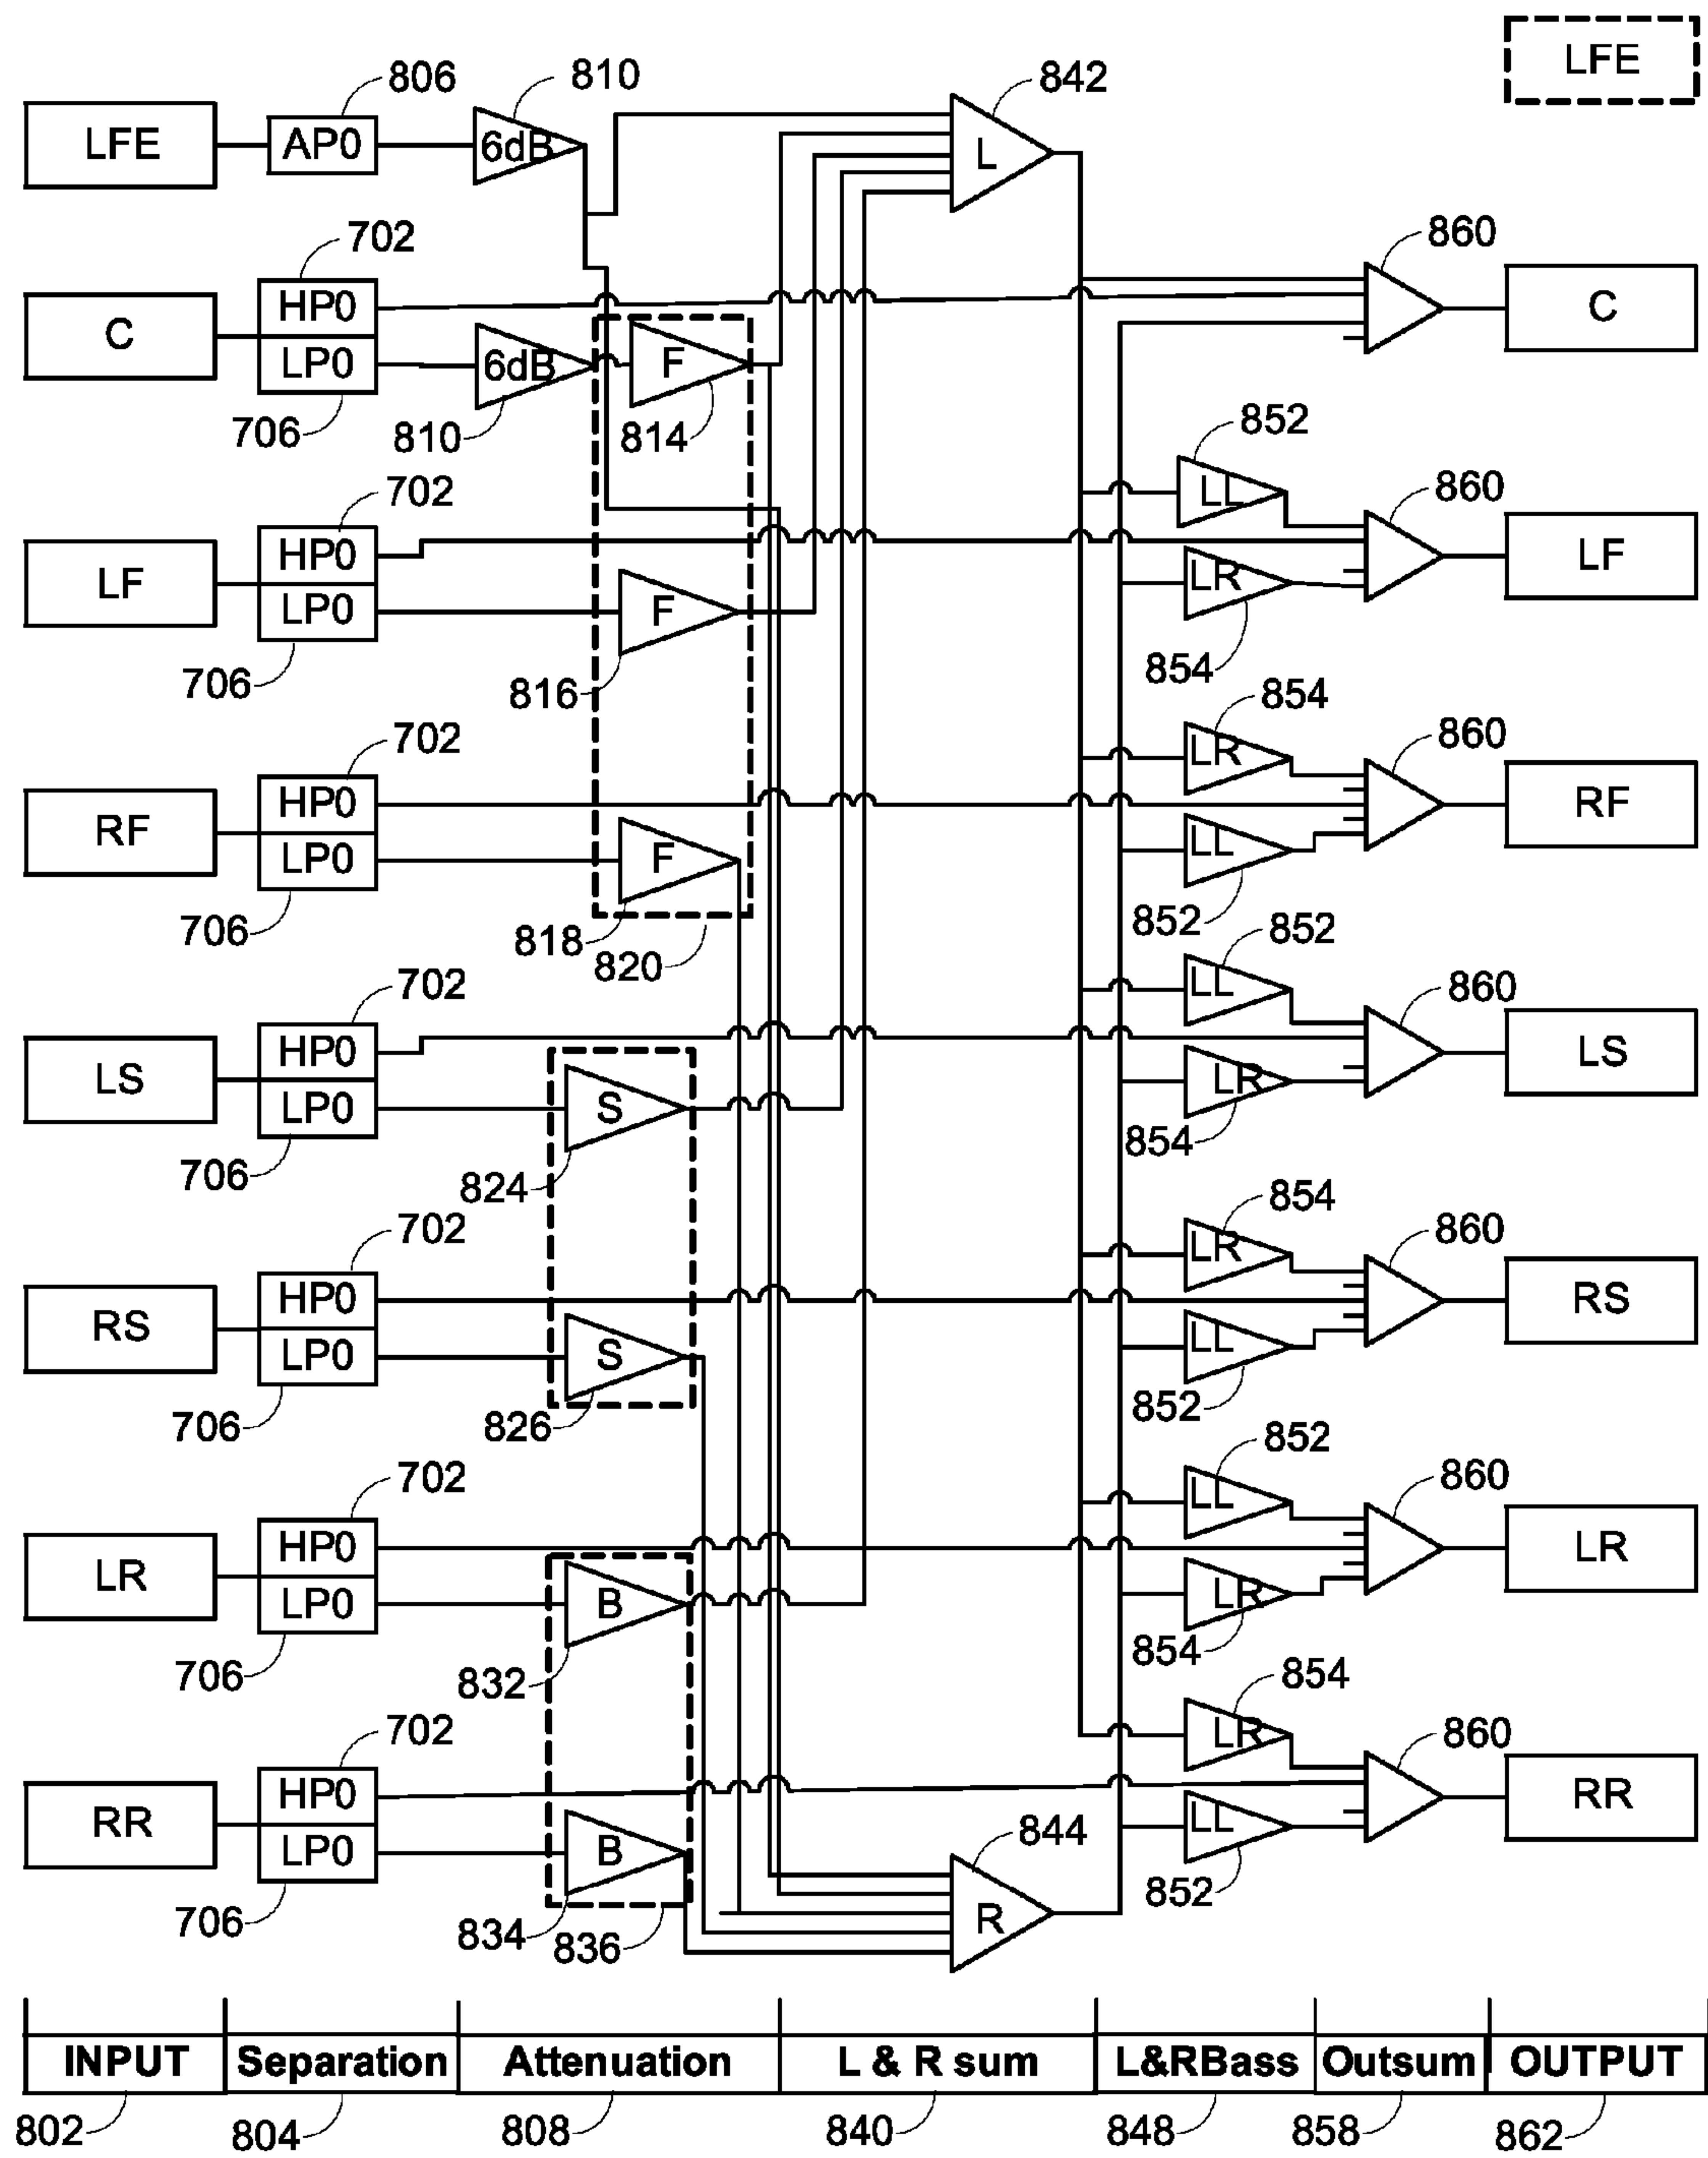 LFE
806
810
842
LFE
AP0
6dB
L
702
860
C
HP0
LP0
6dB
F
C
706
810
814
852
LL
702
860
LF
HP0
LP0
F
LR
LF
706
816
854
854
LR
702
860
RF
HP0
LP0
F
LL
RF
706
818
820
852
852
LL
702
860
LS
HP0
LP0
S
LR
LS
706
824
854
854
LR
702
860
RS
HP0
LP0
S
LL
RS
706
826
852
852
LL
702
860
LR
HP0
LP0
B
LR
LR
706
832
854
854
LR
702
860
RR
HP0
LP0
B
LL
RR
844
R
706
834
836
852
INPUT Separation Attenuation L & R sum L&RBass Outsum OUTPUT
802 804 808 840 848 858 862